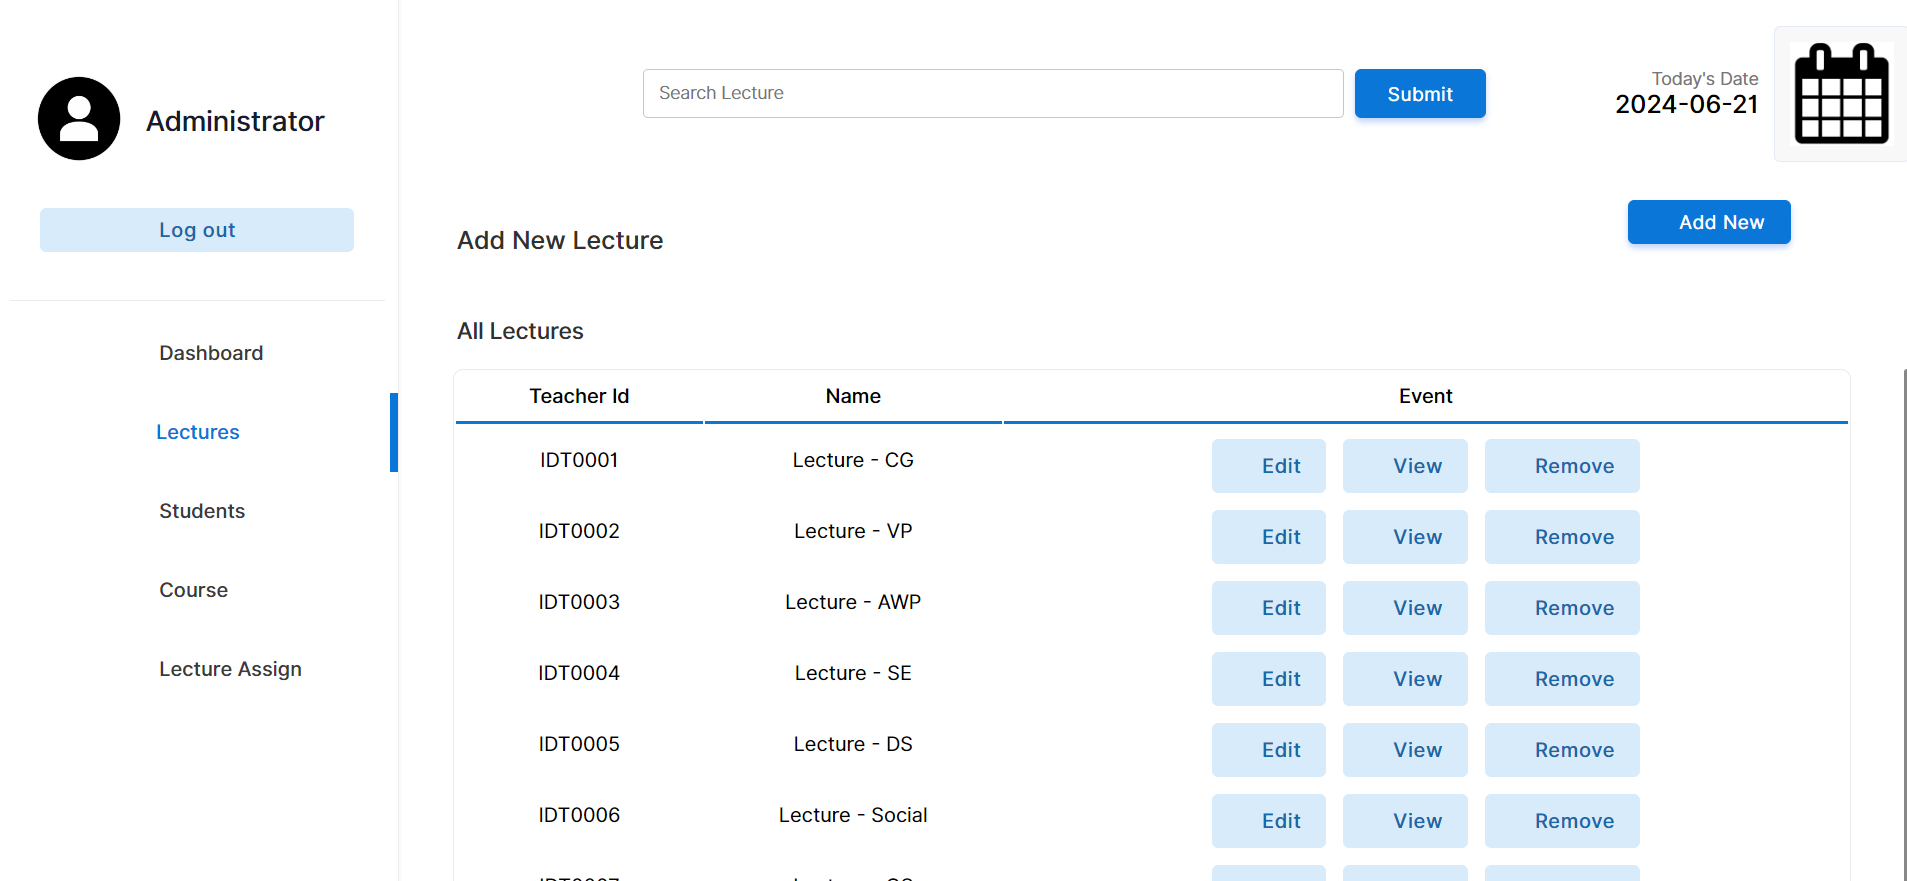 Administrator
Log out
Dashboard
Lectures
Students
Course
Lecture Assign
Search Lecture
Submit
Today's Date
2024-06-21
Add New Lecture
Add New
All Lectures
Teacher Id Name Event
IDT0001 Lecture - CG Edit View Remove
IDT0002 Lecture - VP Edit View Remove
IDT0003 Lecture - AWP Edit View Remove
IDT0004 Lecture - SE Edit View Remove
IDT0005 Lecture - DS Edit View Remove
IDT0006 Lecture - Social Edit View Remove